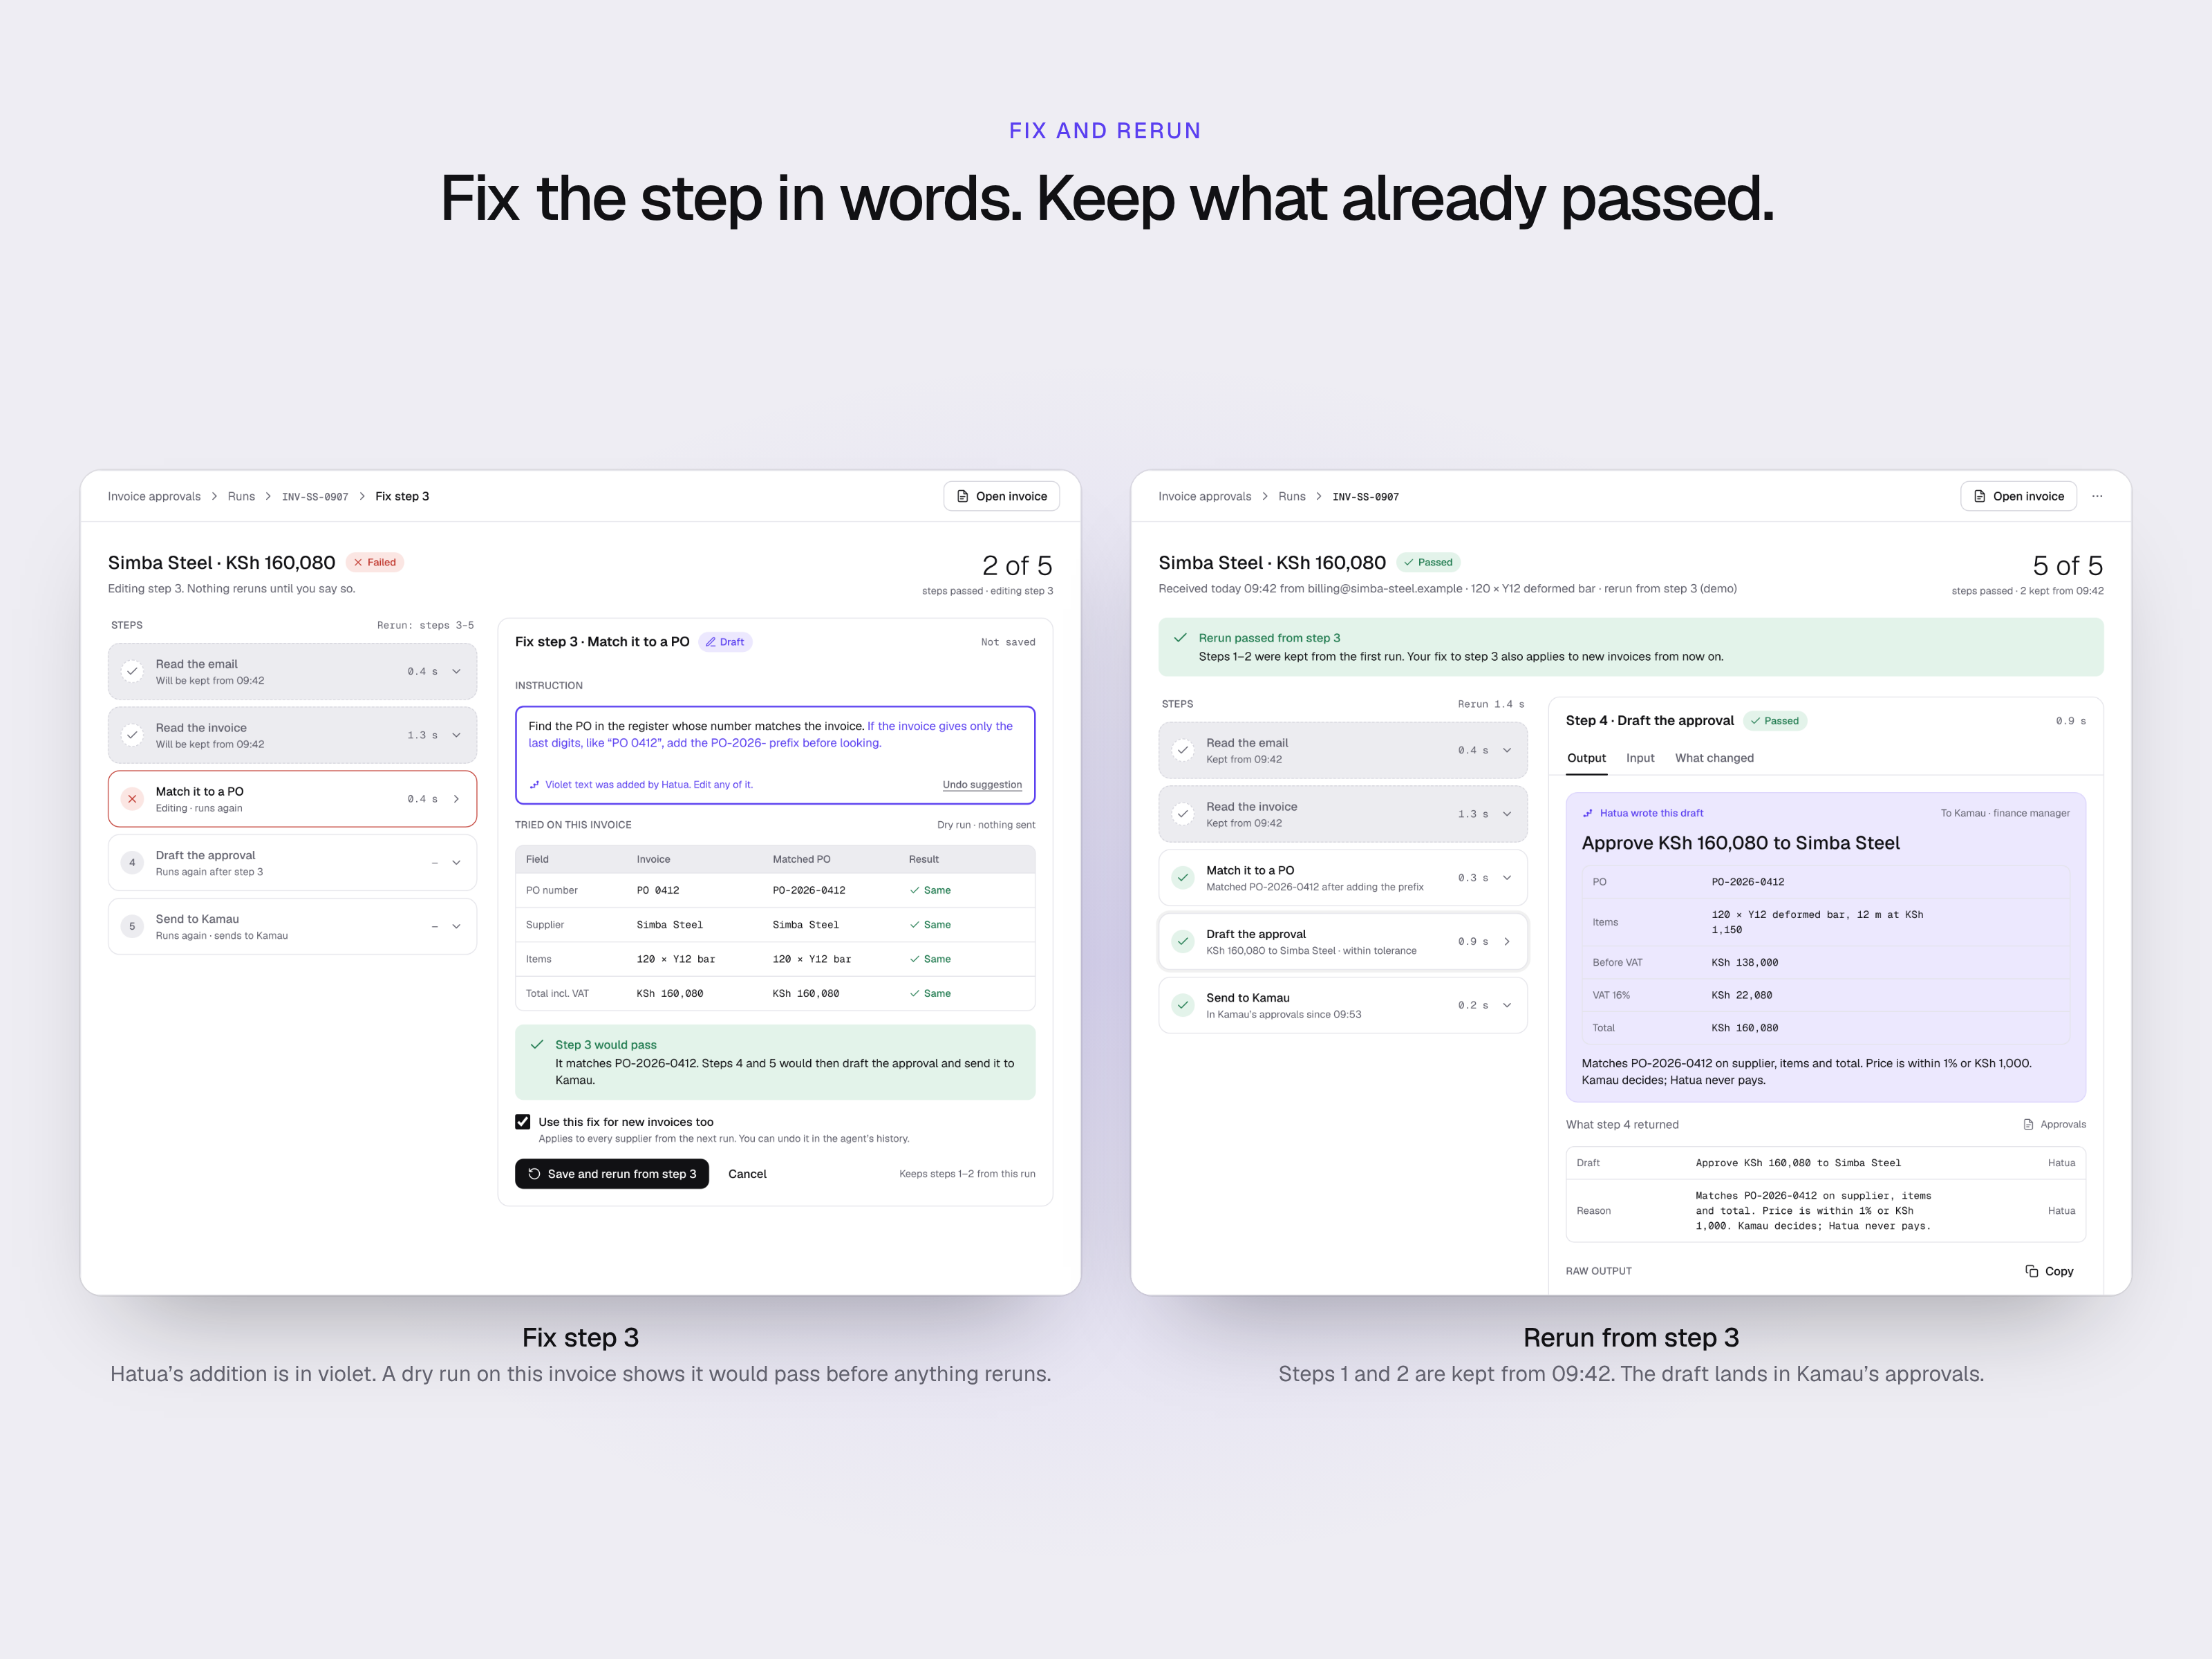 FIX AND RERUN
Fix the step in words. Keep what already passed.
Invoice approvals > Runs > INV-SS-0907 > Fix step 3
Open invoice
Simba Steel · KSh 160,080
Failed
2 of 5
Editing step 3. Nothing reruns until you say so.
steps passed · editing step 3
STEPS
Rerun: steps 3–5
Read the email
Will be kept from 09:42
0.4 s
Read the invoice
Will be kept from 09:42
1.3 s
Match it to a PO
Editing · runs again
0.4 s
4
Draft the approval
Runs again after step 3
–
5
Send to Kamau
Runs again · sends to Kamau
–
Fix step 3 · Match it to a PO
Draft
Not saved
INSTRUCTION
Find the PO in the register whose number matches the invoice. If the invoice gives only the
last digits, like “PO 0412”, add the PO-2026- prefix before looking.
Violet text was added by Hatua. Edit any of it.
Undo suggestion
TRIED ON THIS INVOICE
Dry run · nothing sent
Field Invoice Matched PO Result
PO number PO 0412 PO-2026-0412 Same
Supplier Simba Steel Simba Steel Same
Items 120 × Y12 bar 120 × Y12 bar Same
Total incl. VAT KSh 160,080 KSh 160,080 Same
Step 3 would pass
It matches PO-2026-0412. Steps 4 and 5 would then draft the approval and send it to
Kamau.
Use this fix for new invoices too
Applies to every supplier from the next run. You can undo it in the agent’s history.
Save and rerun from step 3
Cancel
Keeps steps 1–2 from this run
Fix step 3
Hatua’s addition is in violet. A dry run on this invoice shows it would pass before anything reruns.
Invoice approvals > Runs > INV-SS-0907
Open invoice
...
Simba Steel · KSh 160,080
Passed
5 of 5
Received today 09:42 from billing@simba-steel.example · 120 × Y12 deformed bar · rerun from step 3 (demo)
steps passed · 2 kept from 09:42
Rerun passed from step 3
Steps 1–2 were kept from the first run. Your fix to step 3 also applies to new invoices from now on.
STEPS
Rerun 1.4 s
Read the email
Kept from 09:42
0.4 s
Read the invoice
Kept from 09:42
1.3 s
Match it to a PO
Matched PO-2026-0412 after adding the prefix
0.3 s
Draft the approval
KSh 160,080 to Simba Steel · within tolerance
0.9 s
Send to Kamau
In Kamau’s approvals since 09:53
0.2 s
Step 4 · Draft the approval
Passed
0.9 s
Output Input What changed
Hatua wrote this draft
To Kamau · finance manager
Approve KSh 160,080 to Simba Steel
PO PO-2026-0412
Items 120 × Y12 deformed bar, 12 m at KSh
1,150
Before VAT KSh 138,000
VAT 16% KSh 22,080
Total KSh 160,080
Matches PO-2026-0412 on supplier, items and total. Price is within 1% or KSh 1,000.
Kamau decides; Hatua never pays.
What step 4 returned
Approvals
Draft Approve KSh 160,080 to Simba Steel Hatua
Reason Matches PO-2026-0412 on supplier, items
and total. Price is within 1% or KSh
1,000. Kamau decides; Hatua never pays.
Hatua
RAW OUTPUT
Copy
Rerun from step 3
Steps 1 and 2 are kept from 09:42. The draft lands in Kamau’s approvals.